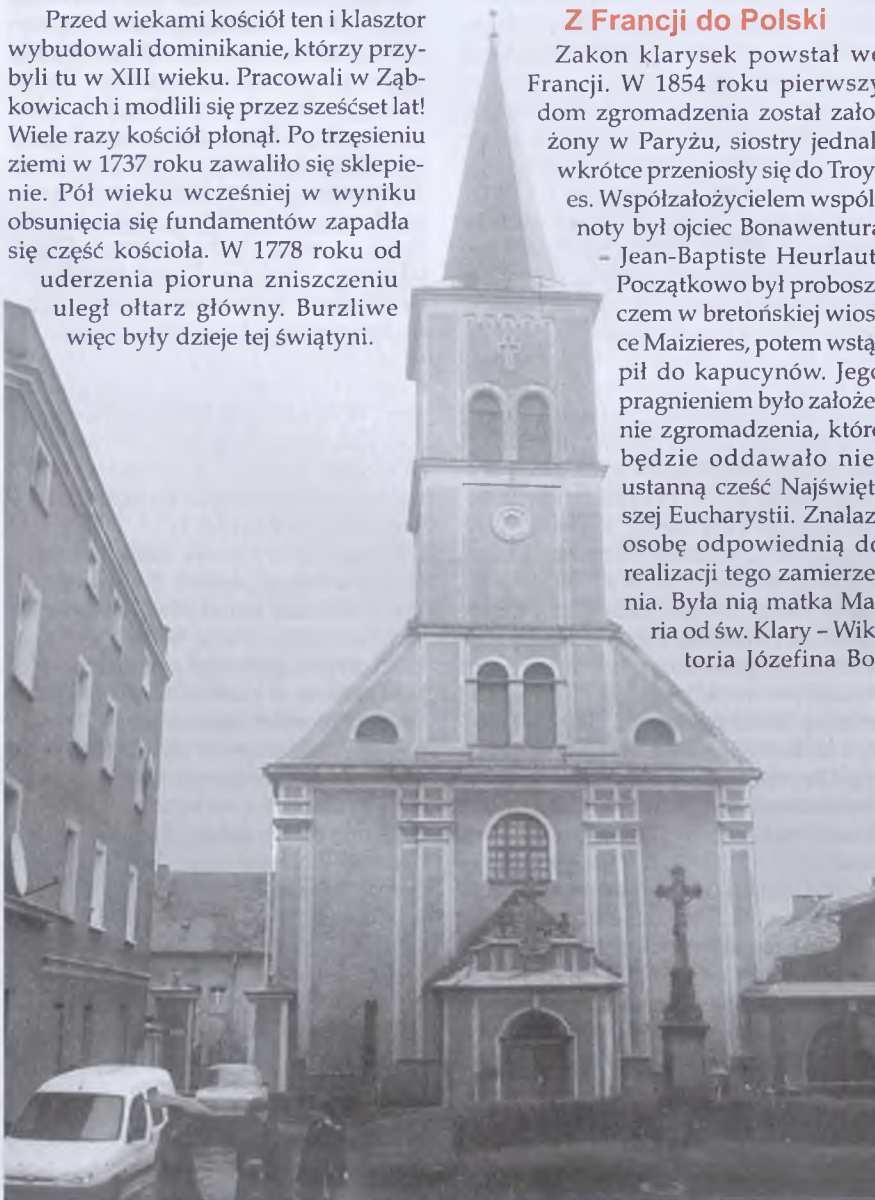 Przed wiekami kościół ten i klasztor
wybudowali dominikanie, którzy przy-
byli tu w XIII wieku. Pracowali w Ząb-
kowicach i modlili się przez sześćset lat!
Wiele razy kościół płonął. Po trzęsieniu
ziemi w 1737 roku zawaliło się sklepie-
nie. Pół wieku wcześniej w wyniku
obsunięcia się fundamentów zapadła
się część kościoła. W 1778 roku od
uderzenia pioruna zniszczeniu
uległ ołtarz główny. Burzliwe
więc były dzieje tej świątyni.
Z Francji do Polski
Zakon klarysek powstał we
Francji. W 1854 roku pierwszy
dom zgromadzenia został zało
żony w Paryżu, siostry jednak
wkrótce przeniosły się do Troy
es. Współzałożycielem wspól
noty był ojciec Bonawentura
– Jean-Baptiste Heurlaut
Początkowo był probosz
czem w bretońskiej wios
ce Maizieres, potem wstą
pił do kapucynów. Jego
pragnieniem było założe
nie zgromadzenia, które
będzie oddawało nie
ustanną cześć Najświęt
szej Eucharystii. Znalaz
osobę odpowiednią do
realizacji tego zamierze
nia. Była nią matka Ma
ria od św. Klary – Wik
toria Józefina Bo